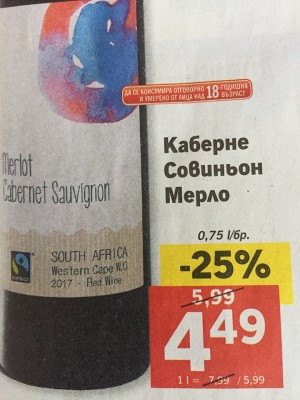 ДА СЕ КОНСУМИРА ОТГОВОРНО
И УМЕРЕНО ОТ ЛИЦА НАД 18 ГОДИШНА
ВЪЗРАСТ
Каберне
Совиньон
Мерло
0,75 l/бр.
-25%
5,99
4 49
1 l = 7,99 / 5,99
Merlot
Cabernet Sauvignon
SOUTH AFRICA
Western Cape W.O.
2017 - Red Wine